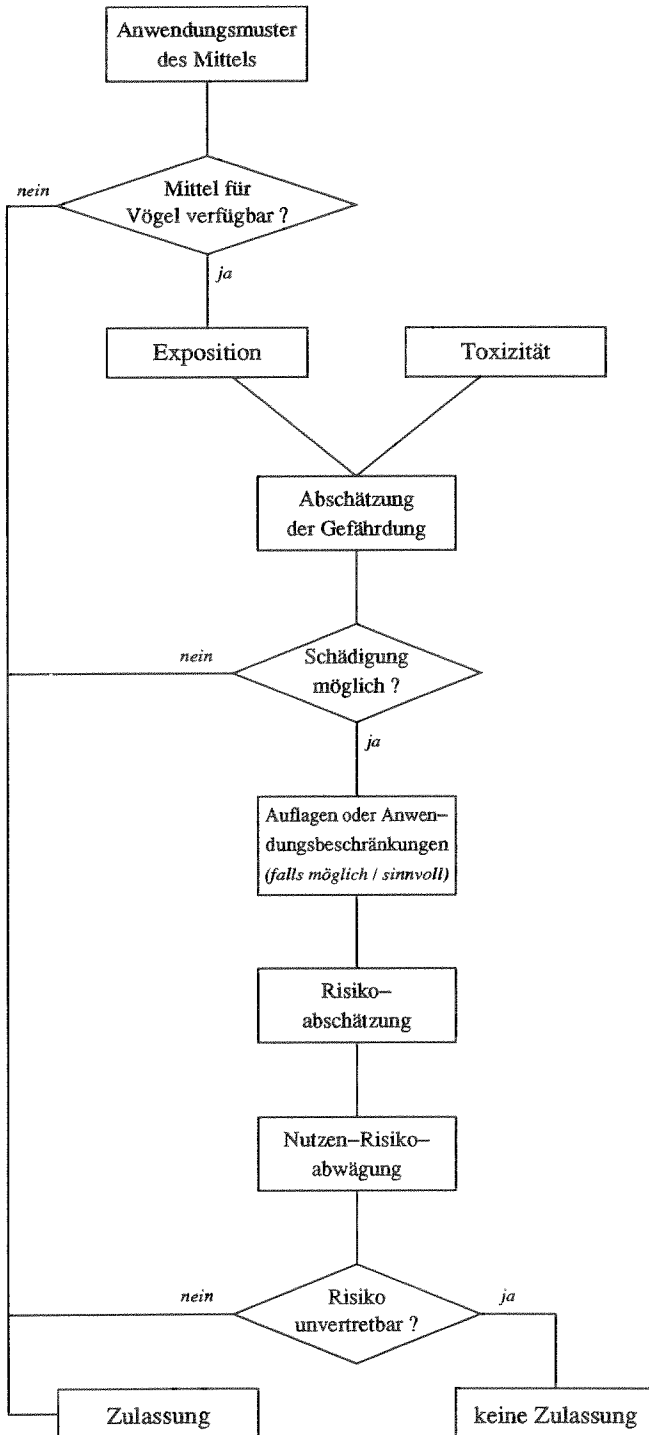 Anwendungsmuster
des Mittels
nein
Mittel für
Vögel verfügbar ?
ja
Exposition
Toxizität
Abschätzung
der Gefährdung
nein
Schädigung
möglich ?
ja
Auflagen oder Anwen–
dungsbeschränkungen
(falls möglich / sinnvoll)
Risiko–
abschätzung
Nutzen–Risiko–
abwägung
nein
Risiko
unvertretbar ?
ja
Zulassung
keine Zulassung